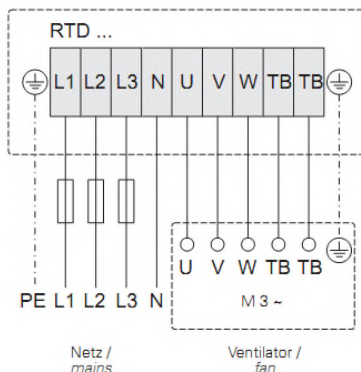 RTD ...
L1 L2 L3 N U V W TB TB
U V W TB TB
PE L1 L2 L3 N
M 3 ~
Netz / Ventilator /
mains fan